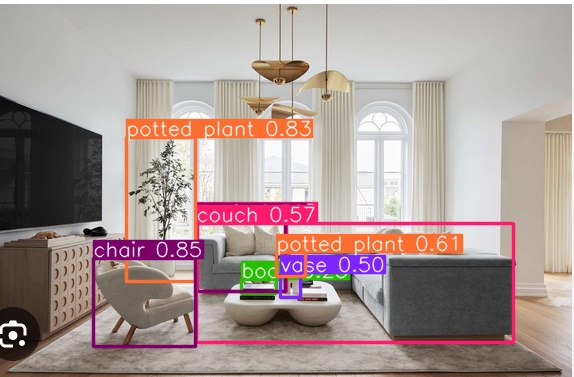 potted plant 0.83
couch 0.57
chair 0.85
potted plant 0.61
vase 0.50